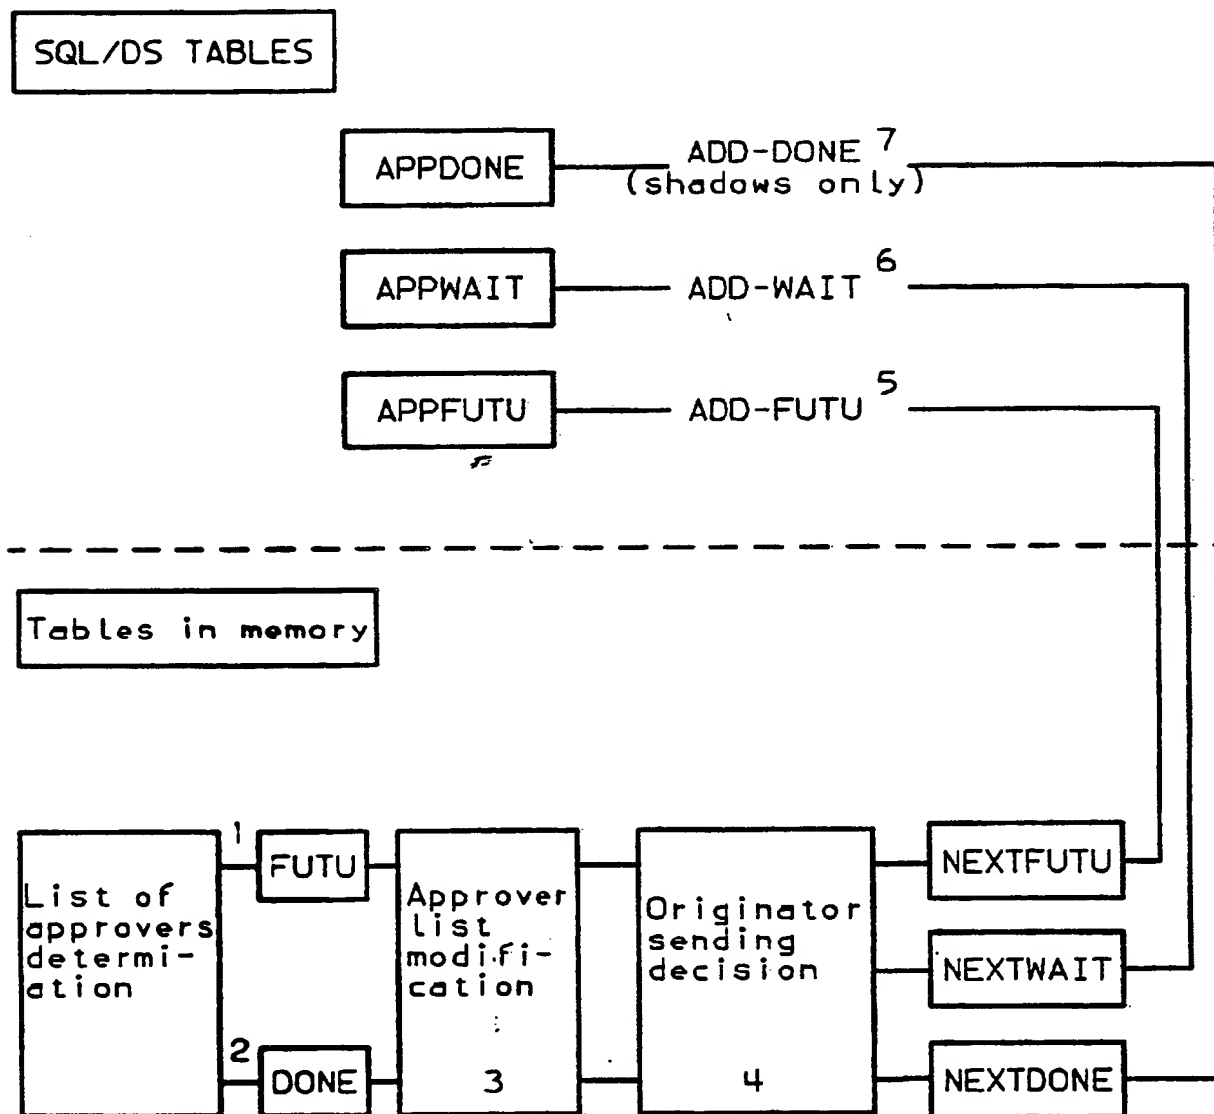 SQL/DS TABLES
APPDONE
ADD-DONE 7
(shadows only)
APPWAIT
ADD-WAIT 6
APPFUTU
ADD-FUTU 5
Tables in memory
List of
approvers
determi-
ation
1
FUTU
2
DONE
Approver
list
modifi-
cation
3
Originator
sending
decision
4
NEXTFUTU
NEXTWAIT
NEXTDONE